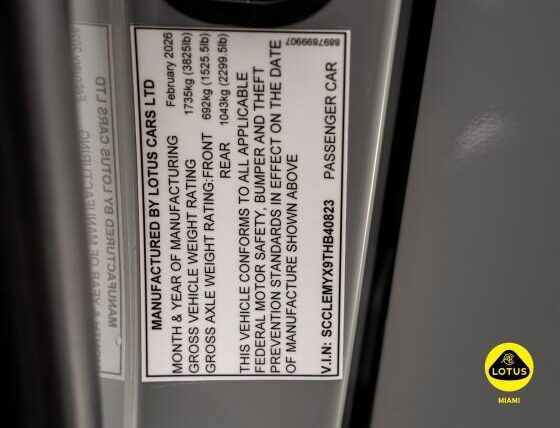 MANUFACTURED BY LOTUS CARS LTD
MONTH & YEAR OF MANUFACTURING February 2026
GROSS VEHICLE WEIGHT RATING 1735kg (3825lb)
GROSS AXLE WEIGHT RATING:FRONT 692kg (1525.5lb)
REAR 1043kg (2299.5lb)
THIS VEHICLE CONFORMS TO ALL APPLICABLE
FEDERAL MOTOR SAFETY, BUMPER AND THEFT
PREVENTION STANDARDS IN EFFECT ON THE DATE
OF MANUFACTURE SHOWN ABOVE
V.I.N: SCCLEMYX9THB40823 PASSENGER CAR
LOTUS
MIAMI